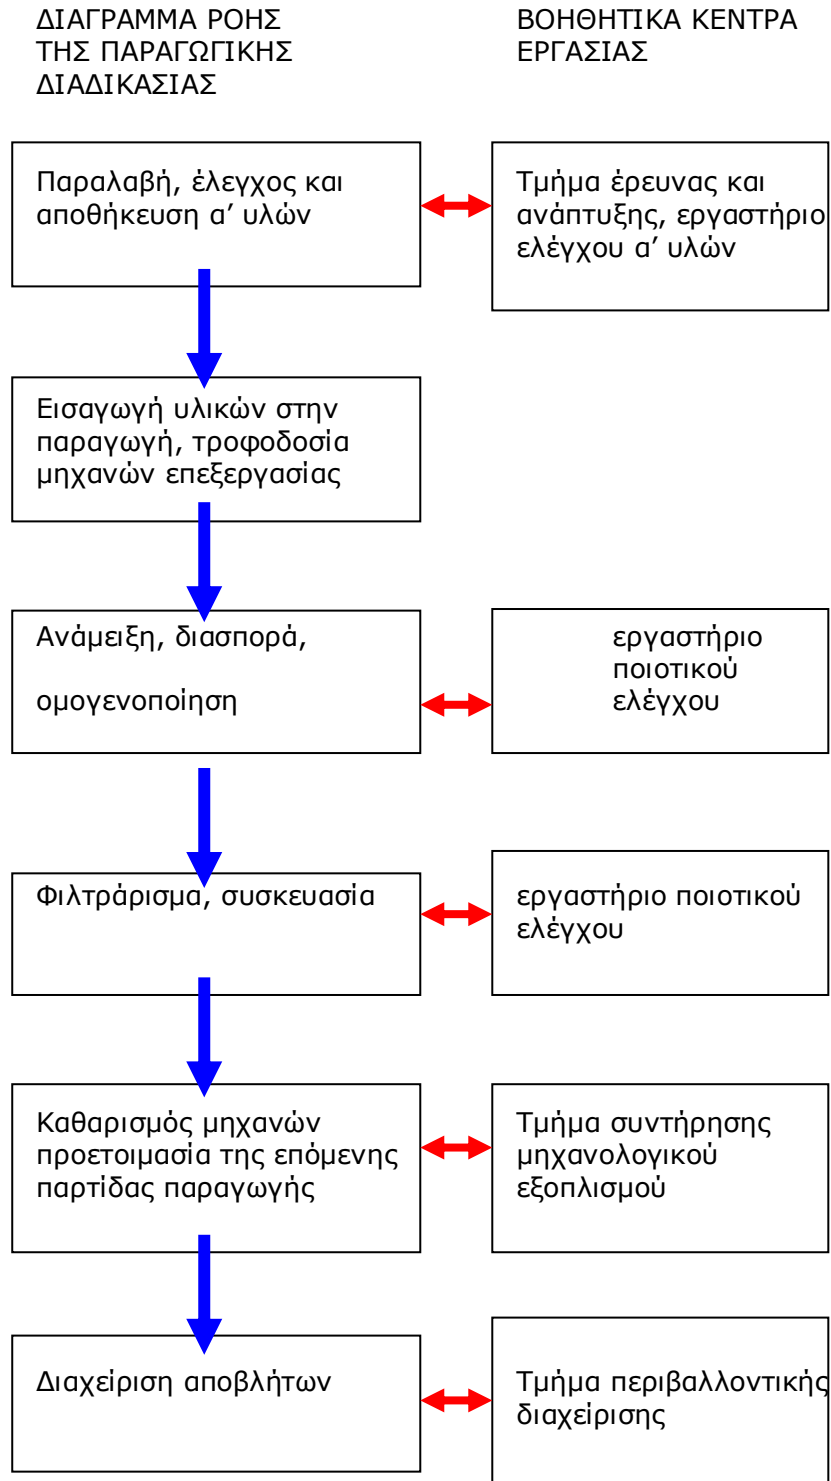 ΔΙΑΓΡΑΜΜΑ ΡΟΗΣ
ΤΗΣ ΠΑΡΑΓΩΓΙΚΗΣ
ΔΙΑΔΙΚΑΣΙΑΣ
ΒΟΗΘΗΤΙΚΑ ΚΕΝΤΡΑ
ΕΡΓΑΣΙΑΣ
Παραλαβή, έλεγχος και
αποθήκευση α’ υλών
Τμήμα έρευνας και
ανάπτυξης, εργαστήριο
ελέγχου α’ υλών
Εισαγωγή υλικών στην
παραγωγή, τροφοδοσία
μηχανών επεξεργασίας
Ανάμειξη, διασπορά,
ομογενοποίηση
εργαστήριο
ποιοτικού
ελέγχου
Φιλτράρισμα, συσκευασία
εργαστήριο ποιοτικού
ελέγχου
Καθαρισμός μηχανών
προετοιμασία της επόμενης
παρτίδας παραγωγής
Τμήμα συντήρησης
μηχανολογικού
εξοπλισμού
Διαχείριση αποβλήτων
Τμήμα περιβαλλοντικής
διαχείρισης